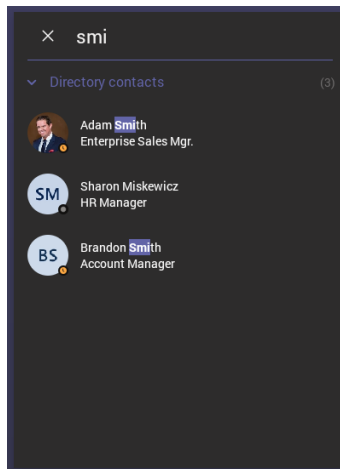 smi
Directory contacts (3)
Adam Smith
Enterprise Sales Mgr.
SM
Sharon Miskewicz
HR Manager
BS
Brandon Smith
Account Manager